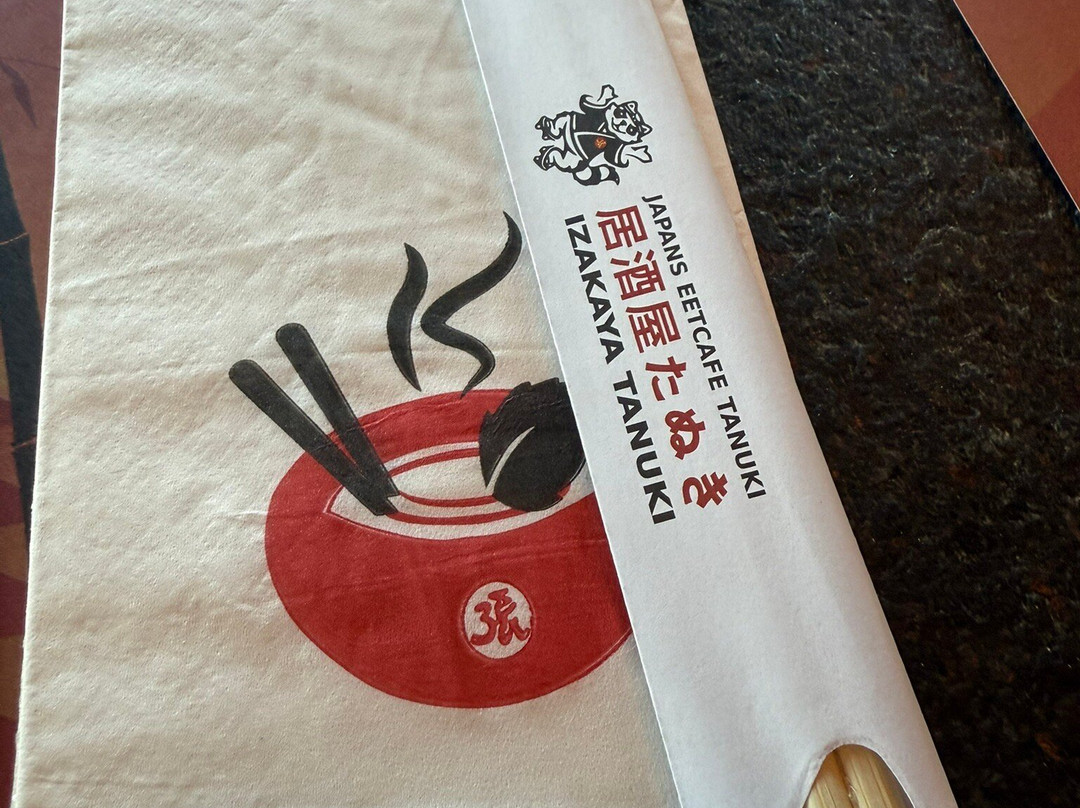 JAPANS EETCAFE TANUKI
居酒屋たぬき
IZAKAYA TANUKI
張